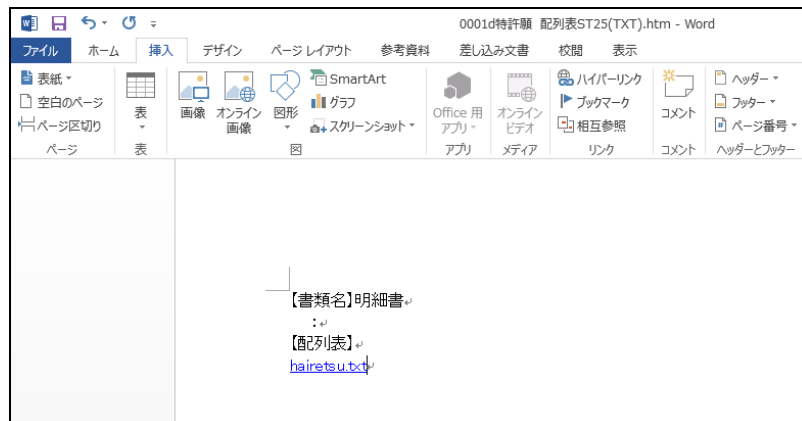 0001d特許願 配列表ST25(TXT).htm - Word
ファイル ホーム 挿入 デザイン ページ レイアウト 参考資料 差し込み文書 校閲 表示
表紙
空白のページ
ページ区切り
ページ
表
表
画像
オンライン
画像
図形
SmartArt
グラフ
スクリーンショット
図
Office 用
アプリ
アプリ
オンライン
ビデオ
メディア
ハイパーリンク
ブックマーク
相互参照
リンク
コメント
コメント
ヘッダー
フッター
ページ番号
ヘッダーとフッター
【書類名】明細書
:
【配列表】
hairetsu.txt